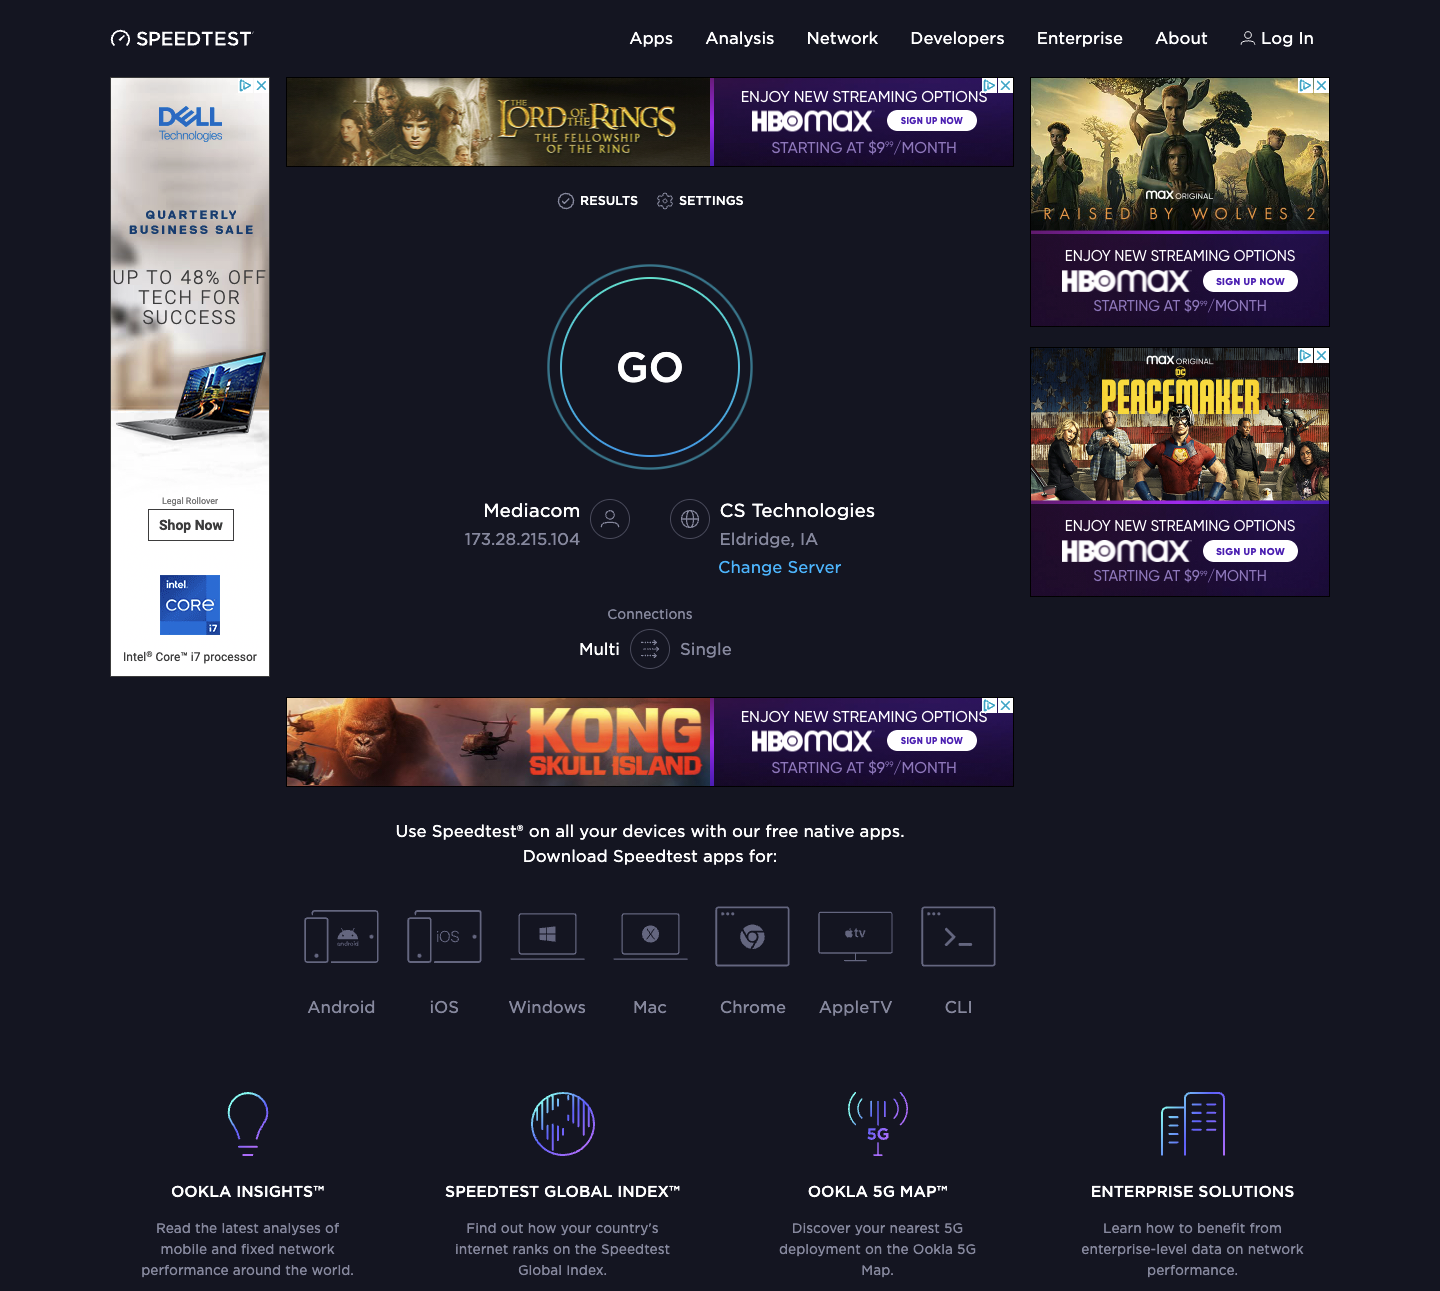 SPEEDTEST
Apps Analysis Network Developers Enterprise About Log In
DELL
Technologies
QUARTERLY
BUSINESS SALE
UP TO 48% OFF
TECH FOR
SUCCESS
Legal Rollover
Shop Now
intel.
CORE
i7
Intel® Core™ i7 processor
THE
LORD OF THE RINGS
THE FELLOWSHIP
OF THE RING
ENJOY NEW STREAMING OPTIONS
HBOMAX SIGN UP NOW
STARTING AT $9⁹⁹/MONTH
RESULTS SETTINGS
GO
Mediacom
173.28.215.104
CS Technologies
Eldridge, IA
Change Server
Connections
Multi Single
max ORIGINAL
RAISED BY WOLVES 2
ENJOY NEW STREAMING OPTIONS
HBOMAX SIGN UP NOW
STARTING AT $9⁹⁹/MONTH
max ORIGINAL
DC
PEACEMAKER
ENJOY NEW STREAMING OPTIONS
HBOMAX SIGN UP NOW
STARTING AT $9⁹⁹/MONTH
KONG
SKULL ISLAND
ENJOY NEW STREAMING OPTIONS
HBOMAX SIGN UP NOW
STARTING AT $9⁹⁹/MONTH
Use Speedtest® on all your devices with our free native apps.
Download Speedtest apps for:
android iOS tv
Android iOS Windows Mac Chrome AppleTV CLI
5G
OOKLA INSIGHTS™
Read the latest analyses of
mobile and fixed network
performance around the world.
SPEEDTEST GLOBAL INDEX™
Find out how your country's
internet ranks on the Speedtest
Global Index.
OOKLA 5G MAP™
Discover your nearest 5G
deployment on the Ookla 5G
Map.
ENTERPRISE SOLUTIONS
Learn how to benefit from
enterprise-level data on network
performance.